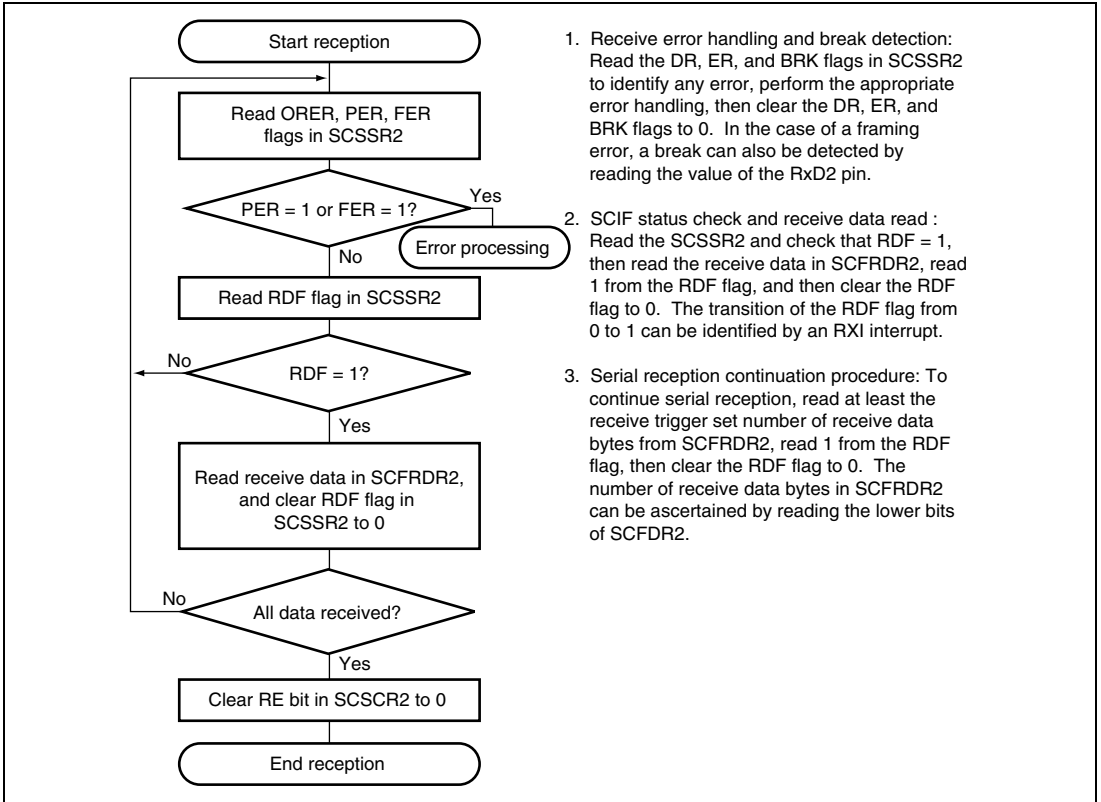 Start reception
Read ORER, PER, FER
flags in SCSSR2
PER = 1 or FER = 1?
Yes
Error processing
No
Read RDF flag in SCSSR2
No
RDF = 1?
Yes
Read receive data in SCFRDR2,
and clear RDF flag in
SCSSR2 to 0
No
All data received?
Yes
Clear RE bit in SCSCR2 to 0
End reception
1. Receive error handling and break detection:
Read the DR, ER, and BRK flags in SCSSR2
to identify any error, perform the appropriate
error handling, then clear the DR, ER, and
BRK flags to 0. In the case of a framing
error, a break can also be detected by
reading the value of the RxD2 pin.
2. SCIF status check and receive data read :
Read the SCSSR2 and check that RDF = 1,
then read the receive data in SCFRDR2, read
1 from the RDF flag, and then clear the RDF
flag to 0. The transition of the RDF flag from
0 to 1 can be identified by an RXI interrupt.
3. Serial reception continuation procedure: To
continue serial reception, read at least the
receive trigger set number of receive data
bytes from SCFRDR2, read 1 from the RDF
flag, then clear the RDF flag to 0. The
number of receive data bytes in SCFRDR2
can be ascertained by reading the lower bits
of SCFDR2.